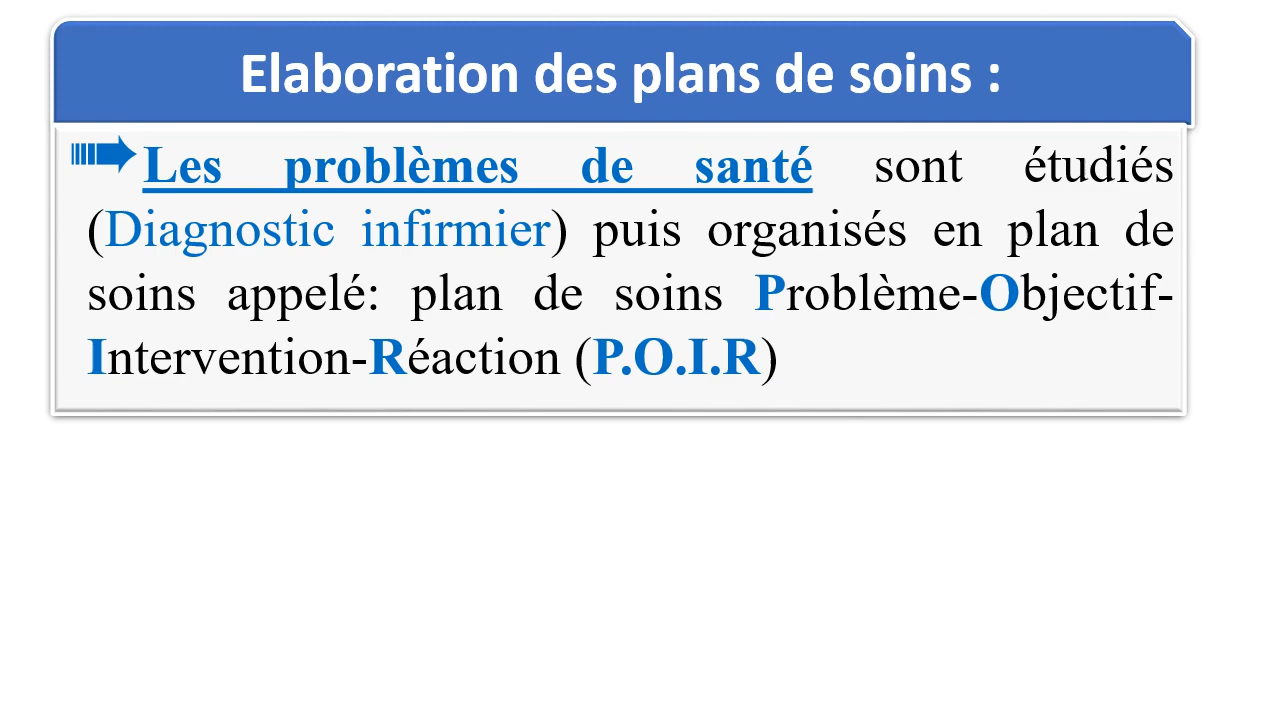 Elaboration des plans de soins :
Les problèmes de santé sont étudiés
(Diagnostic infirmier) puis organisés en plan de
soins appelé: plan de soins Problème-Objectif-
Intervention-Réaction (P.O.I.R)